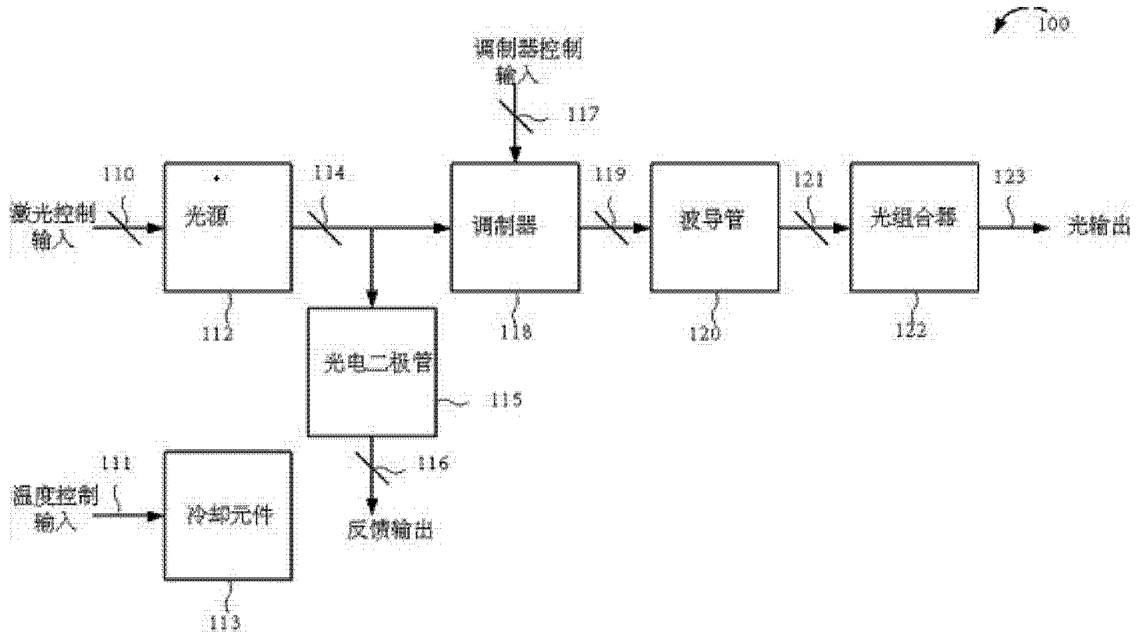 100
调制器控制
输入
117
110
114
119
121
123
激光控制
输入
光源
调制器
波导管
光组合器
光输出
112
118
120
122
光电二极管
115
111
116
温度控制
输入
冷却元件
反馈输出
113